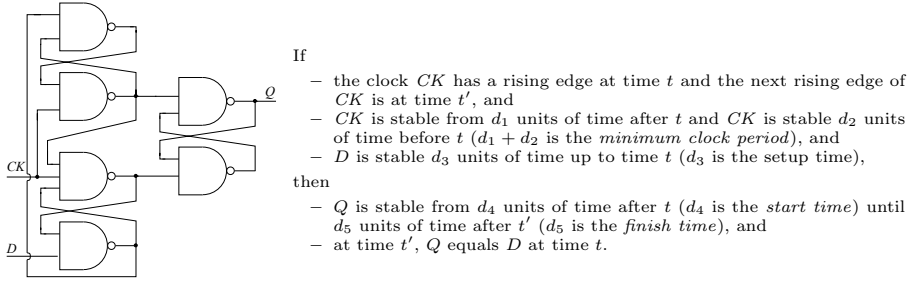 CK
D
Q
If
– the clock CK has a rising edge at time t and the next rising edge of
CK is at time t′, and
– CK is stable from d₁ units of time after t and CK is stable d₂ units
of time before t (d₁ + d₂ is the minimum clock period), and
– D is stable d₃ units of time up to time t (d₃ is the setup time),
then
– Q is stable from d₄ units of time after t (d₄ is the start time) until
d₅ units of time after t′ (d₅ is the finish time), and
– at time t′, Q equals D at time t.